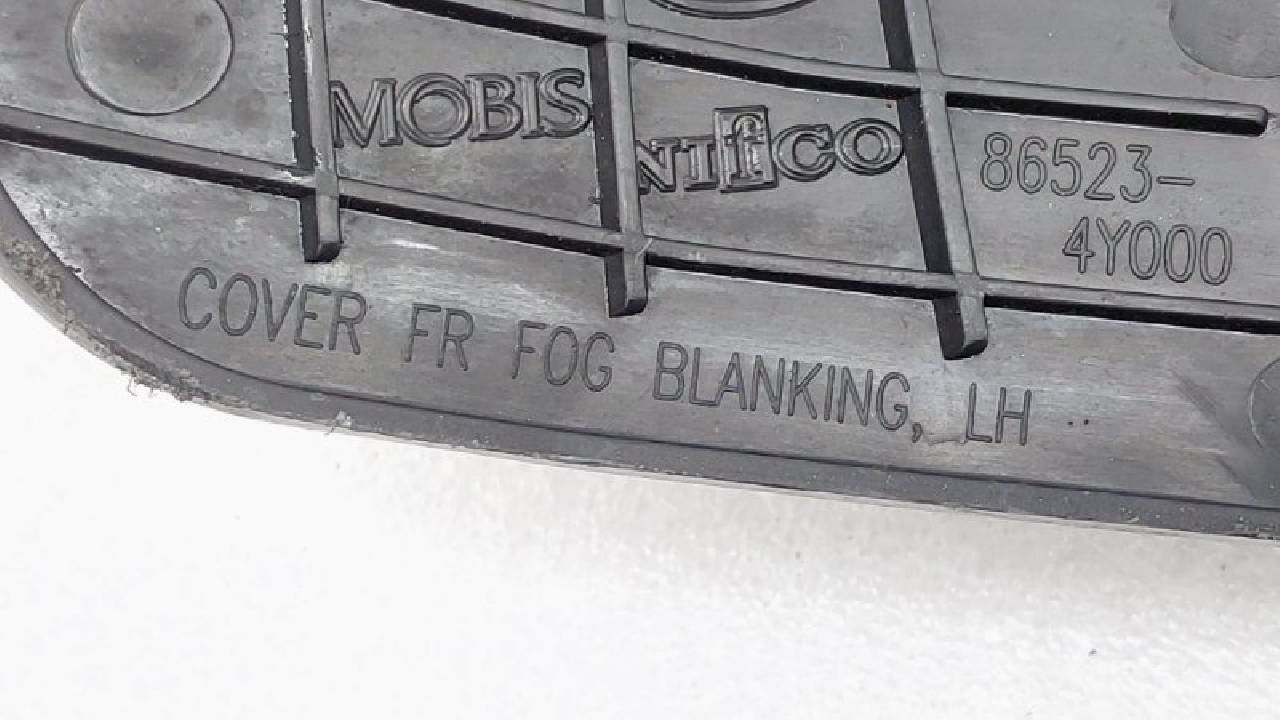 MOBIS
NIfCO
86523-
4Y000
COVER FR FOG BLANKING, LH